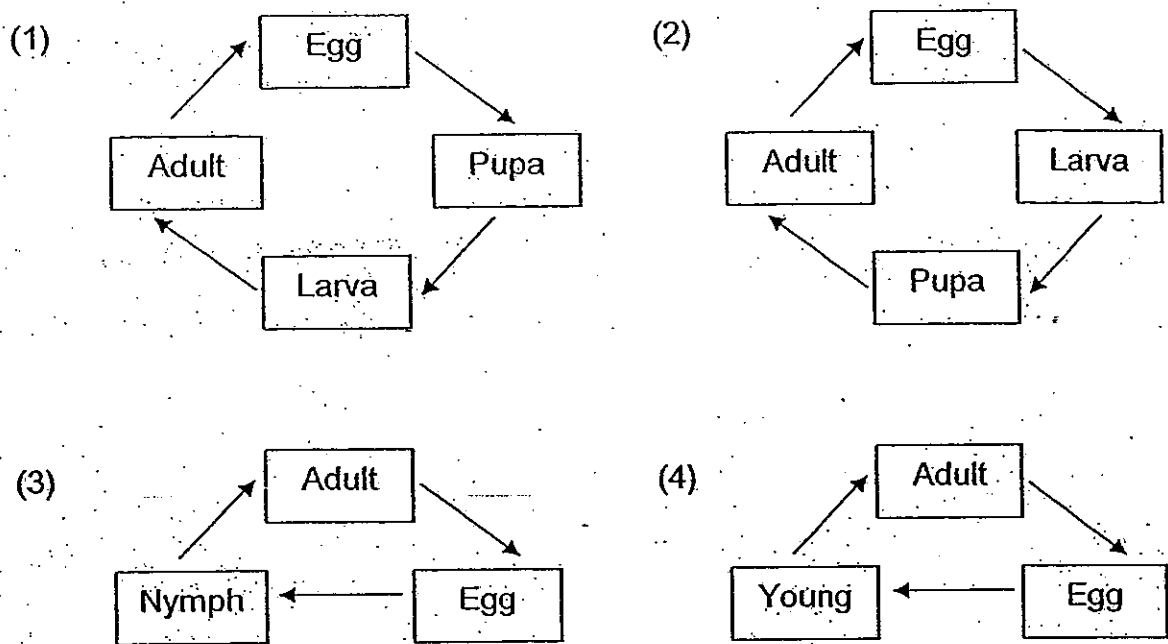 (1)
Egg
Adult
Pupa
Larva
(2)
Egg
Adult
Larva
Pupa
(3)
Adult
Nymph
Egg
(4)
Adult
Young
Egg